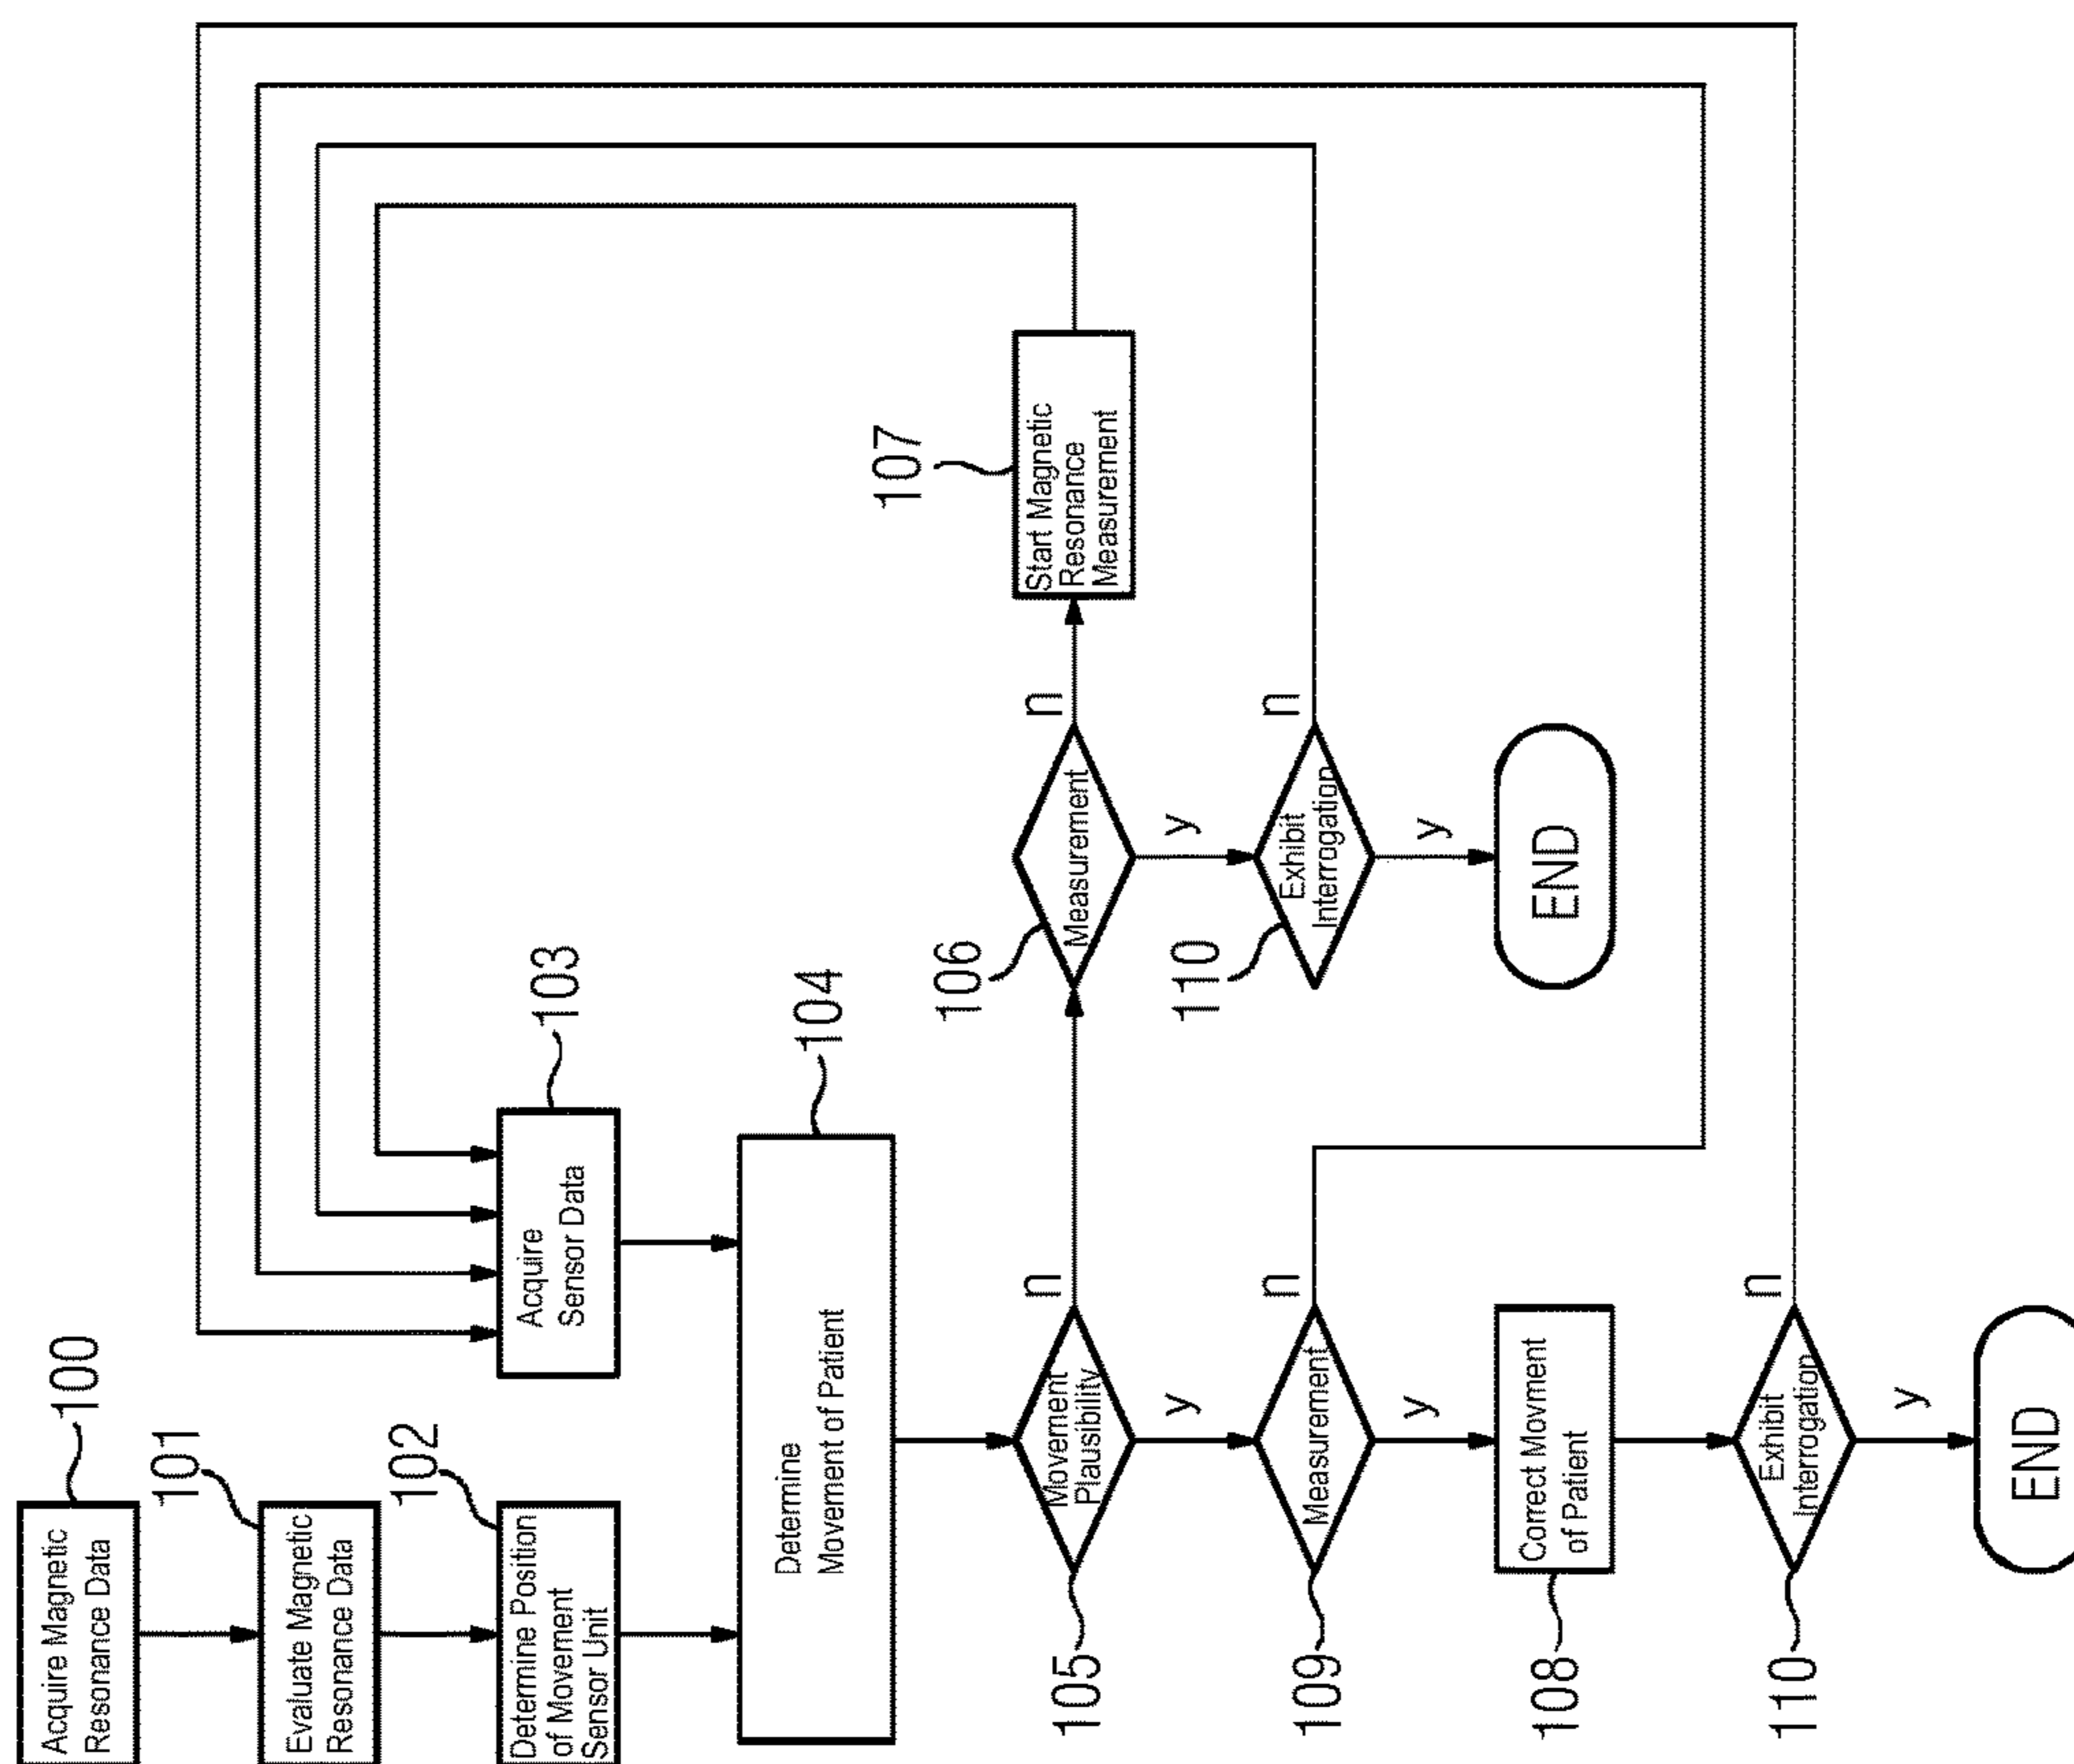 100
Acquire Magnetic
Resonance Data
101
Evaluate Magnetic
Resonance Data
102
Determine Position
of Movement
Sensor Unit
103
Acquire
Sensor Data
104
Determine
Movement of Patient
105
Movement
Plausibility
n
y
106
Measurement
n
y
107
Start Magnetic
Resonance
Measurement
110
Exhibit
Interrogation
n
y
END
109
Measurement
n
y
108
Correct Movment
of Patient
110
Exhibit
Interrogation
n
y
END